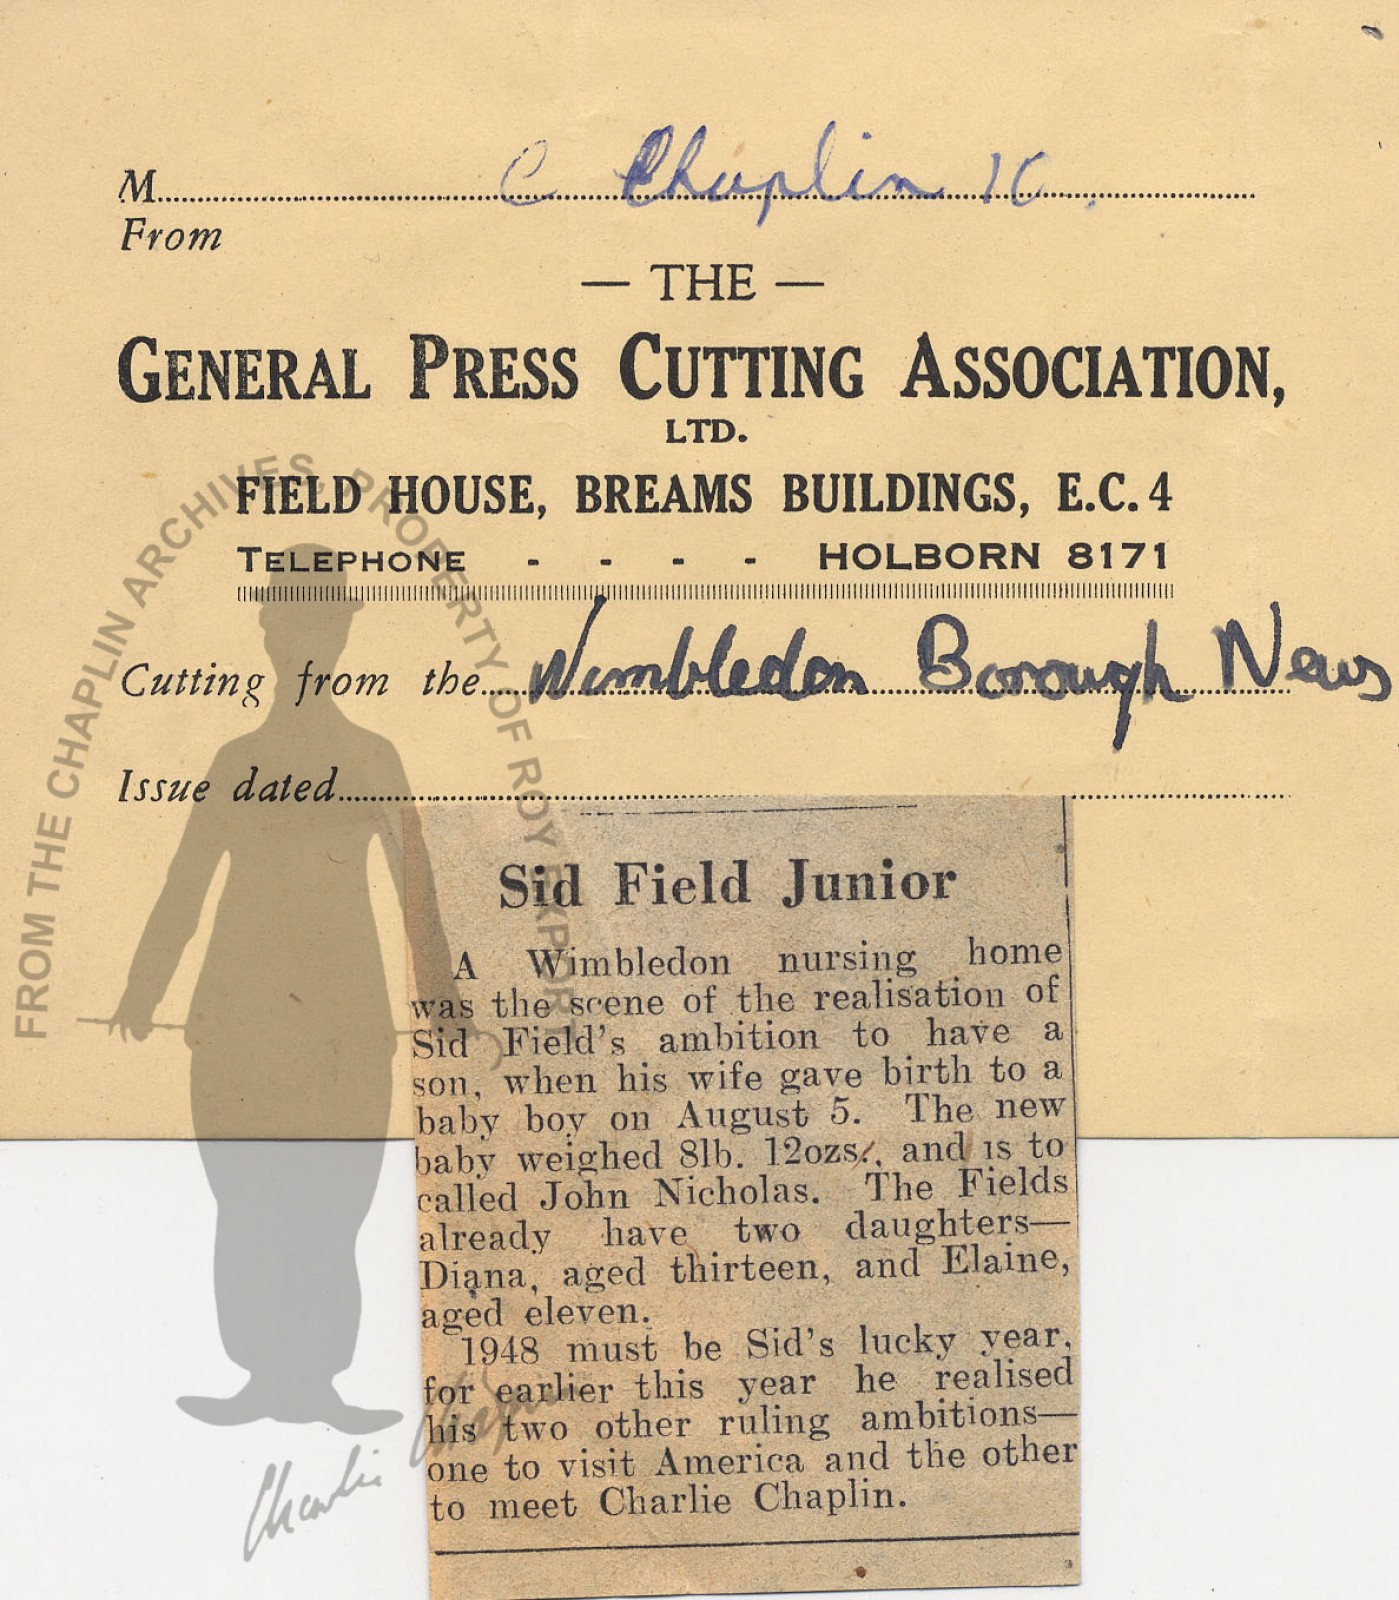 M.......... C Chaplin
From
— THE —
GENERAL PRESS CUTTING ASSOCIATION,
LTD.
FIELD HOUSE, BREAMS BUILDINGS, E.C. 4
TELEPHONE - - - - HOLBORN 8171
Cutting from the... Wimbledon Borough News
Issue dated..........
Sid Field Junior
A Wimbledon nursing home
was the scene of the realisation of
Sid Field's ambition to have a
son, when his wife gave birth to a
baby boy on August 5. The new
baby weighed 8lb. 12ozs., and is to
called John Nicholas. The Fields
already have two daughters—
Diana, aged thirteen, and Elaine,
aged eleven.
1948 must be Sid's lucky year,
for earlier this year he realised
his two other ruling ambitions—
one to visit America and the other
to meet Charlie Chaplin.
FROM THE CHAPLIN ARCHIVES, PROPERTY OF ROY EXPORT
Charlie Chaplin